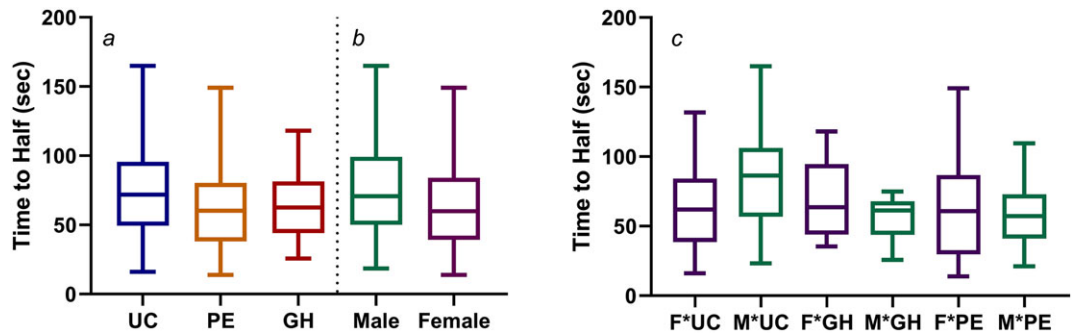 Time to Half (sec)
200
150
100
50
0
a
b
UC PE GH Male Female
Time to Half (sec)
200
150
100
50
0
c
F*UC M*UC F*GH M*GH F*PE M*PE